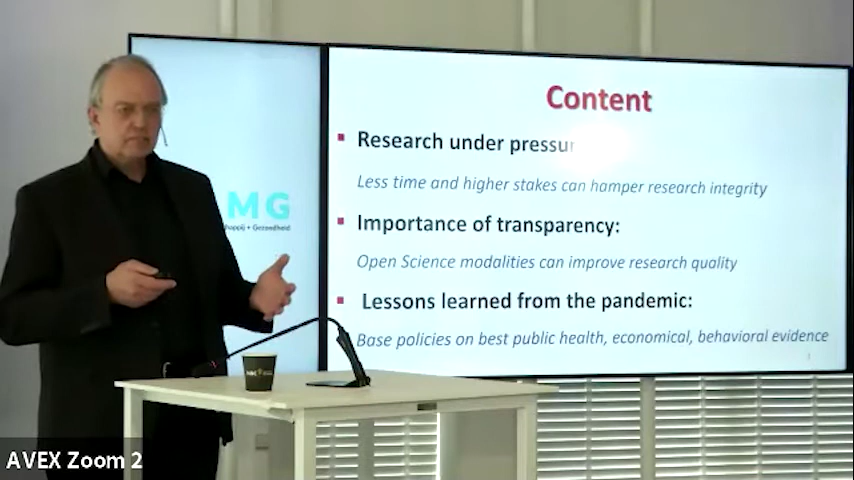 Content
Research under pressur
Less time and higher stakes can hamper research integrity
Importance of transparency:
Open Science modalities can improve research quality
Lessons learned from the pandemic:
Base policies on best public health, economical, behavioral evidence
MG
+ Gezondheid
AVEX Zoom 2